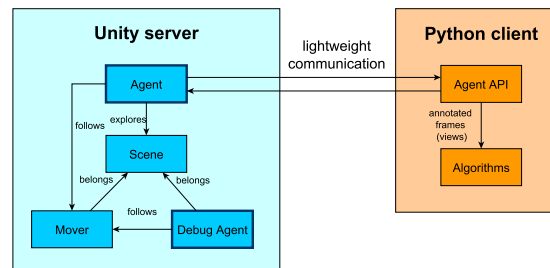 Unity server
Python client
lightweight
communication
Agent
Agent API
explores
follows
annotated
frames
(views)
Scene
Algorithms
belongs
belongs
follows
Mover
Debug Agent